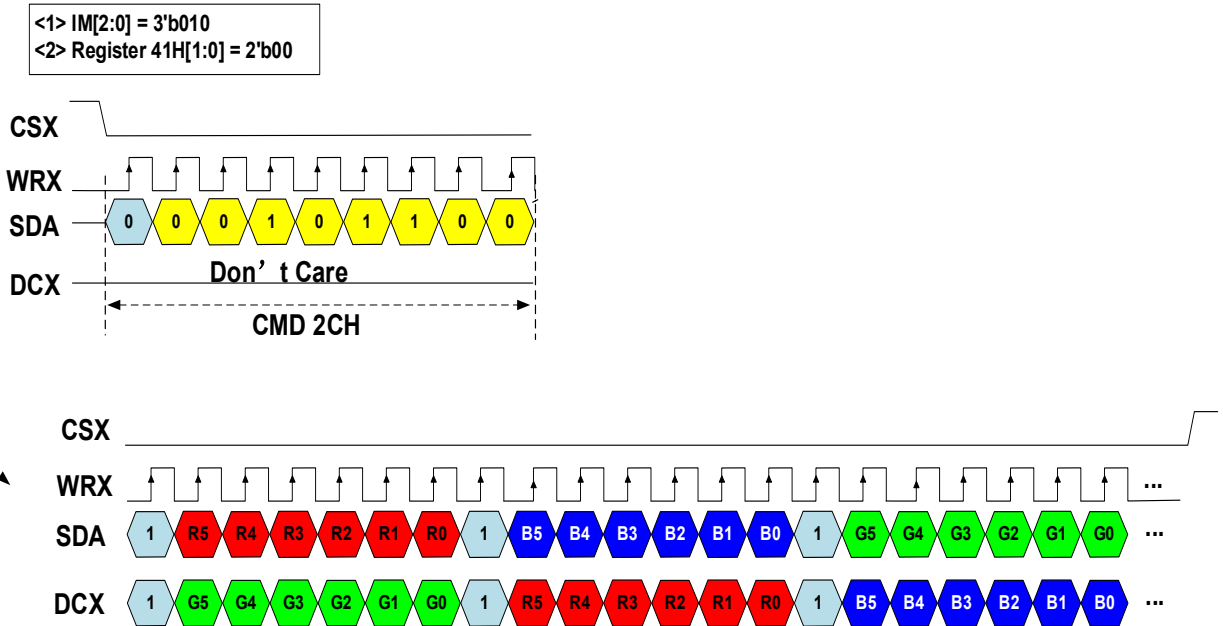 <1> IM[2:0] = 3'b010
<2> Register 41H[1:0] = 2'b00
CSX
WRX
SDA 0 0 0 1 0 1 1 0 0
DCX Don’t Care
CMD 2CH
CSX
WRX ...
SDA 1 R5 R4 R3 R2 R1 R0 1 B5 B4 B3 B2 B1 B0 1 G5 G4 G3 G2 G1 G0 ...
DCX 1 G5 G4 G3 G2 G1 G0 1 R5 R4 R3 R2 R1 R0 1 B5 B4 B3 B2 B1 B0 ...